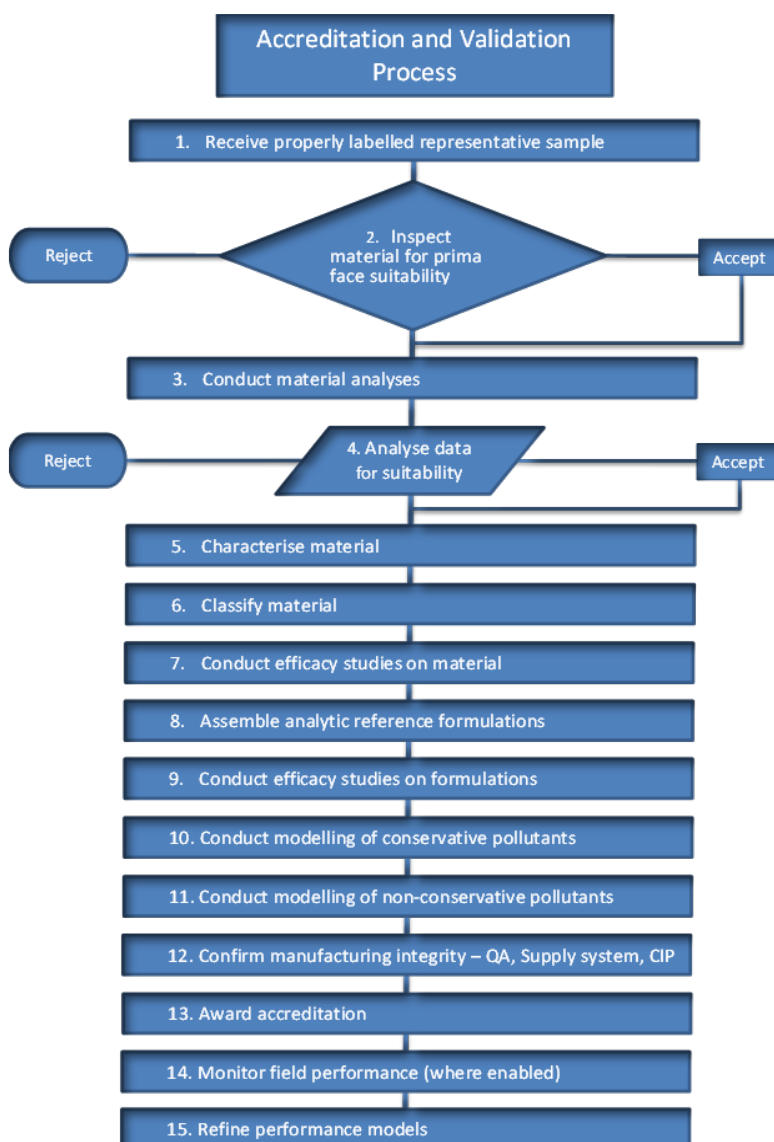 Accreditation and Validation
Process
1. Receive properly labelled representative sample
2. Inspect
material for prima
face suitability
Reject
Accept
3. Conduct material analyses
4. Analyse data
for suitability
Reject
Accept
5. Characterise material
6. Classify material
7. Conduct efficacy studies on material
8. Assemble analytic reference formulations
9. Conduct efficacy studies on formulations
10. Conduct modelling of conservative pollutants
11. Conduct modelling of non-conservative pollutants
12. Confirm manufacturing integrity – QA, Supply system, CIP
13. Award accreditation
14. Monitor field performance (where enabled)
15. Refine performance models